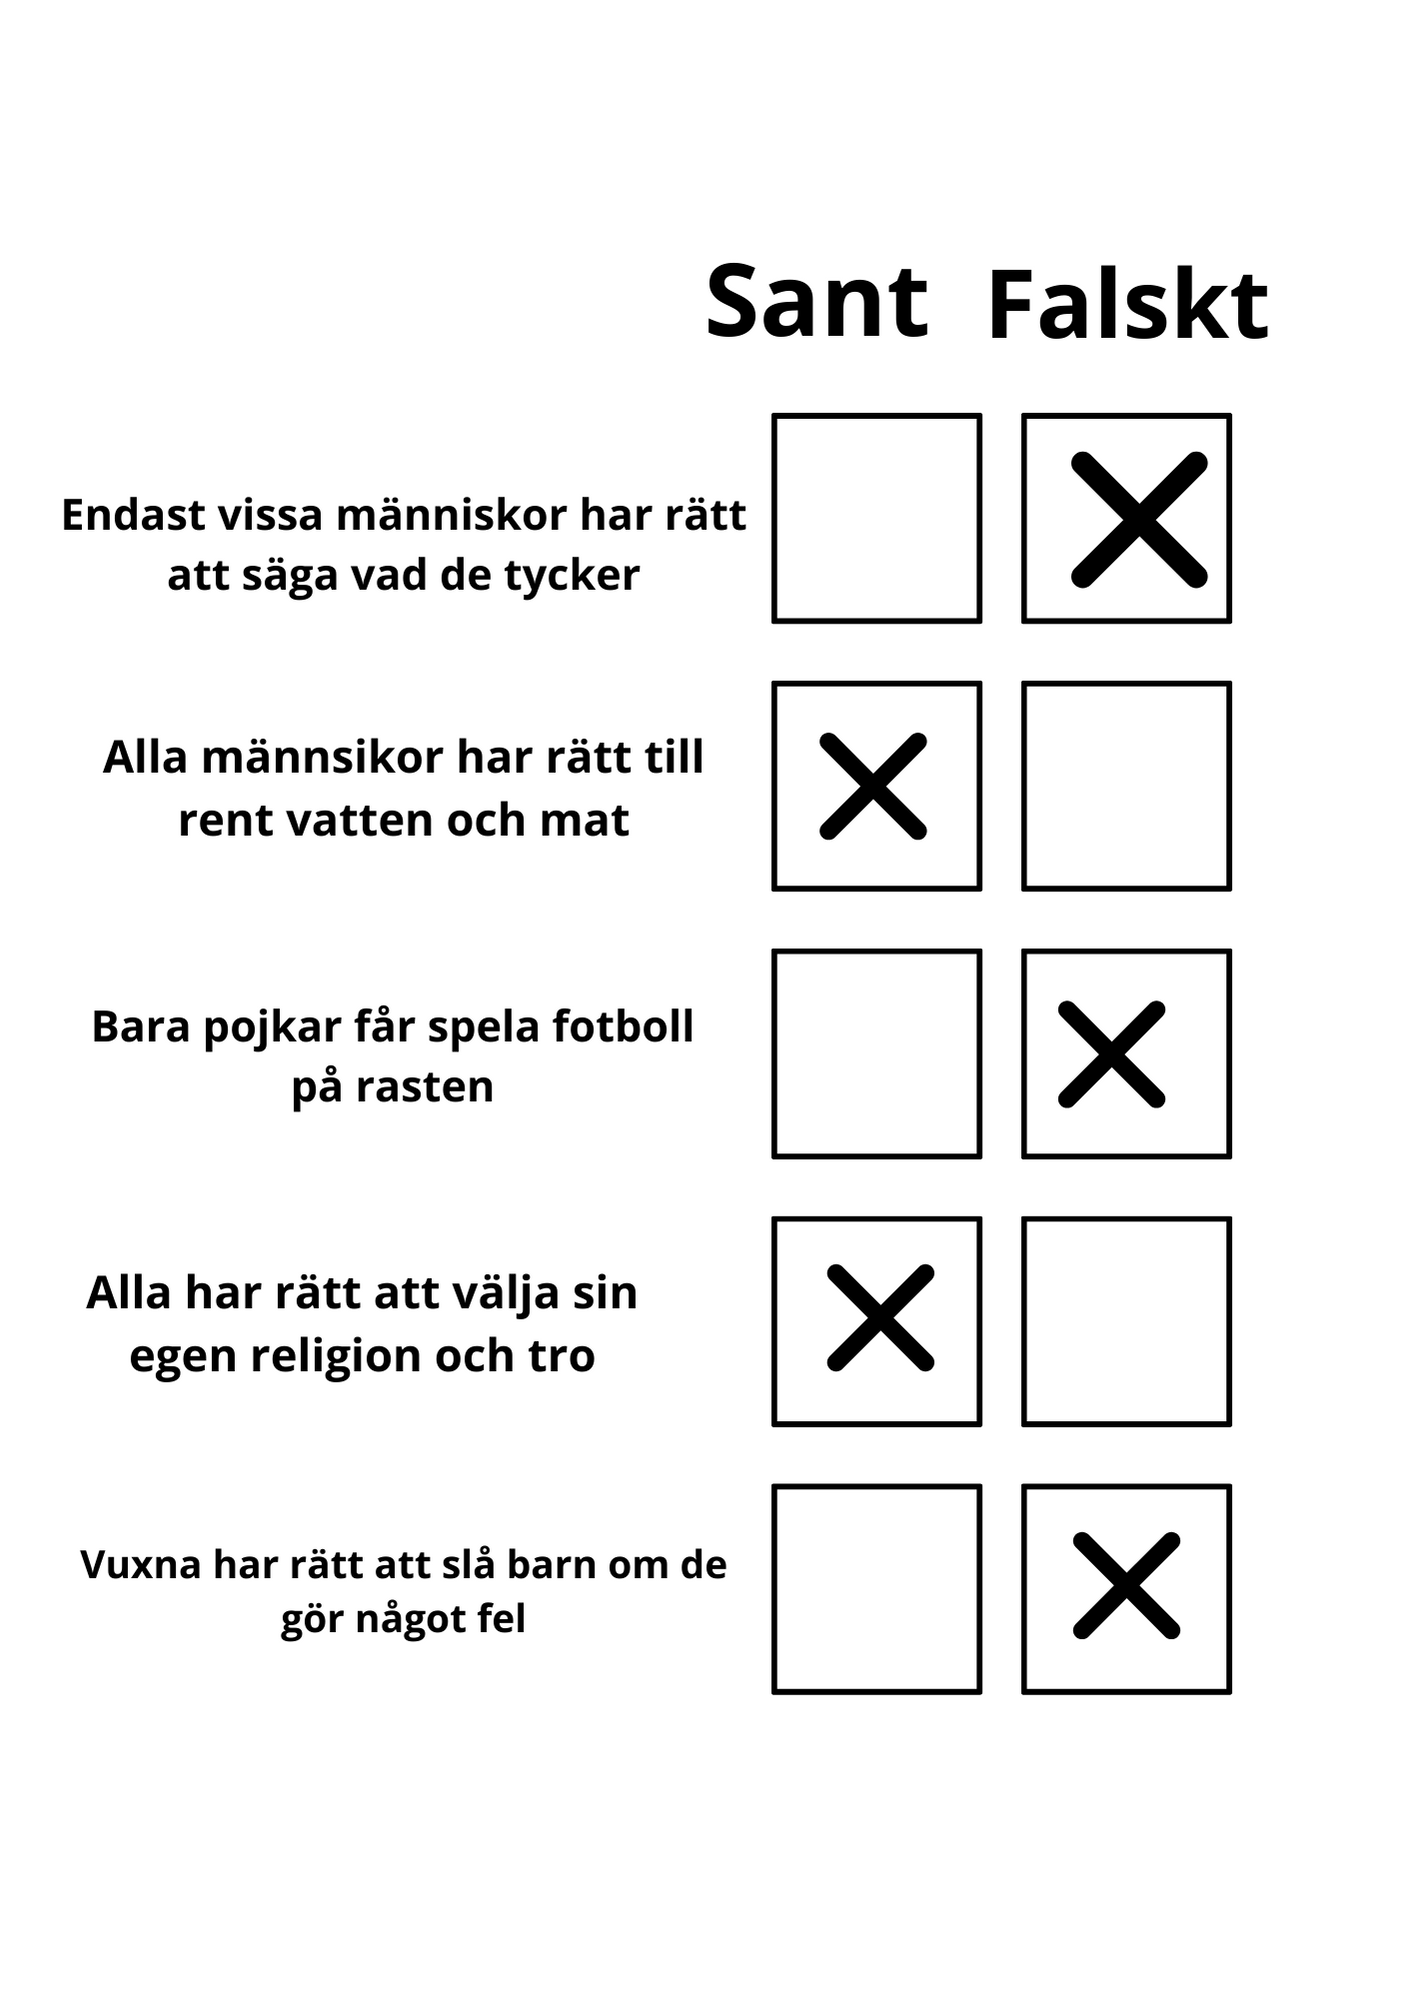 Sant Falskt
Endast vissa människor har rätt
att säga vad de tycker
Alla männsikor har rätt till
rent vatten och mat
Bara pojkar får spela fotboll
på rasten
Alla har rätt att välja sin
egen religion och tro
Vuxna har rätt att slå barn om de
gör något fel